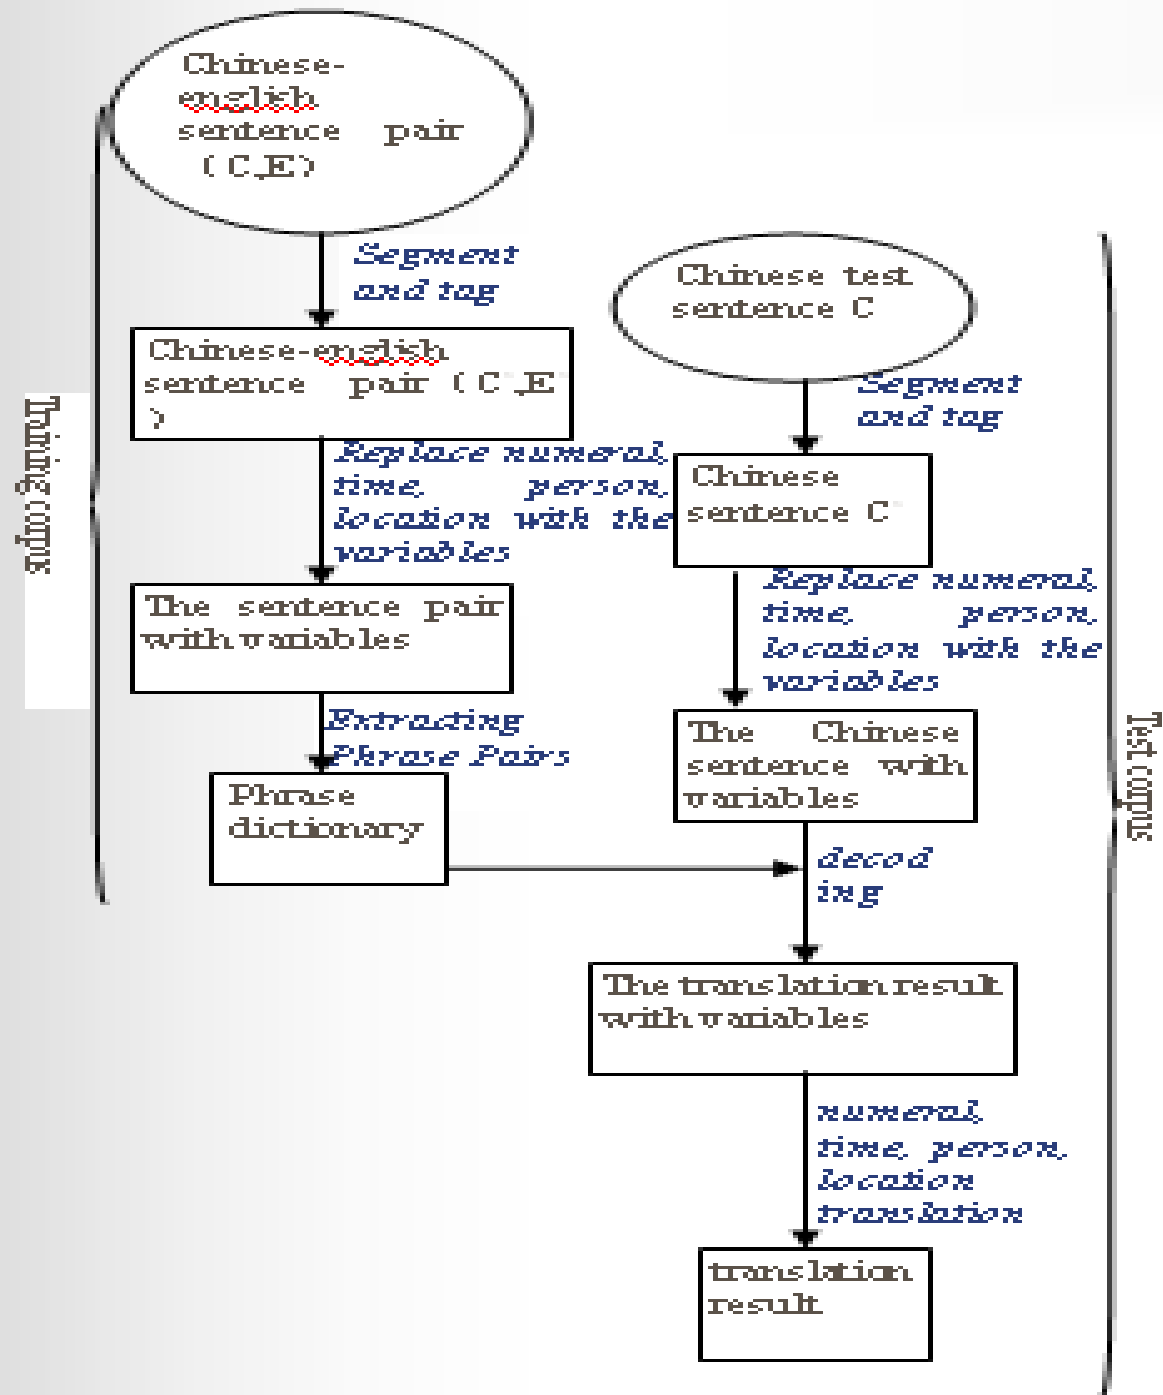 Chinese-
english
sentence pair
( C,E )
Segment
and tag
Chinese-english
sentence pair ( C`,E`
)
Replace numeral,
time, person,
location with the
variables
The sentence pair
with variables
Extracting
Phrase Pairs
Phrase
dictionary
Training corpus
Chinese test
sentence C
Segment
and tag
Chinese
sentence C`
Replace numeral,
time, person,
location with the
variables
The Chinese
sentence with
variables
decod
ing
The translation result
with variables
numeral,
time, person,
location
translation
translation
result
Test corpus